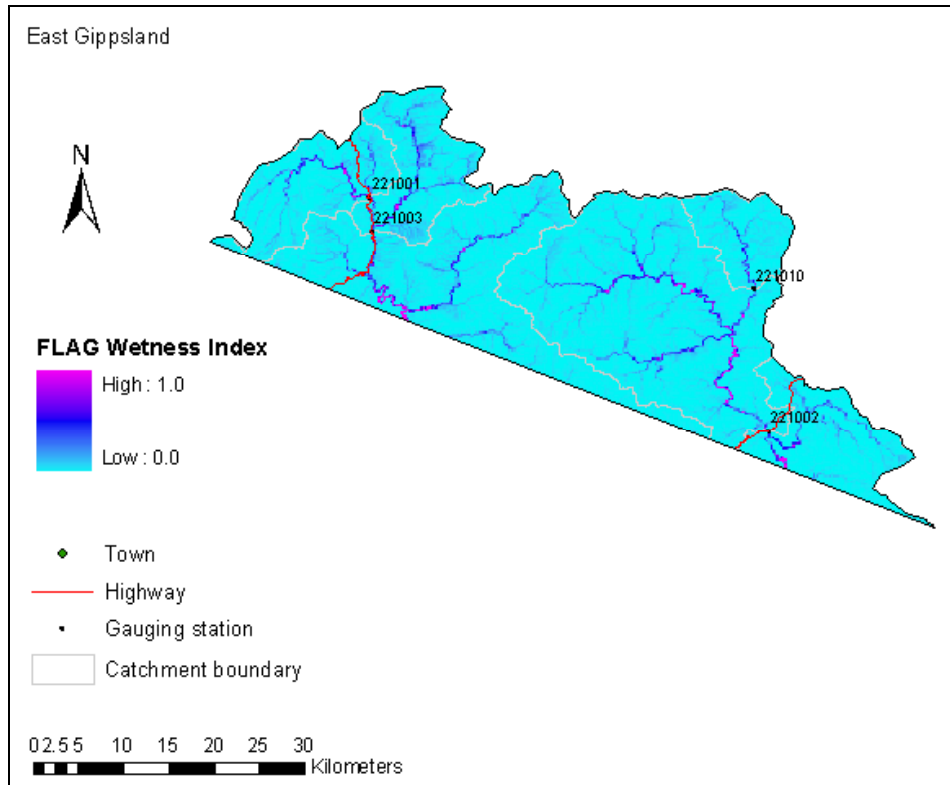 East Gippsland
N
221001
221003
221010
221002
FLAG Wetness Index
High : 1.0
Low : 0.0
Town
Highway
Gauging station
Catchment boundary
0 2.5 5 10 15 20 25 30
Kilometers